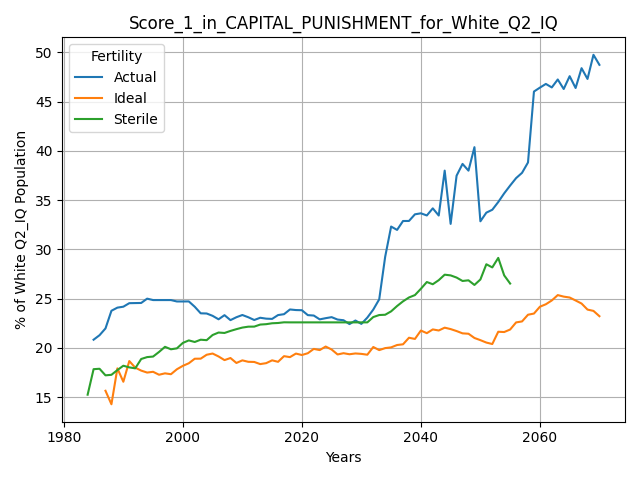 Score_1_in_CAPITAL_PUNISHMENT_for_White_Q2_IQ
Fertility
Actual
Ideal
Sterile
% of White Q2_IQ Population
50
45
40
35
30
25
20
15
1980
2000
2020
2040
2060
Years